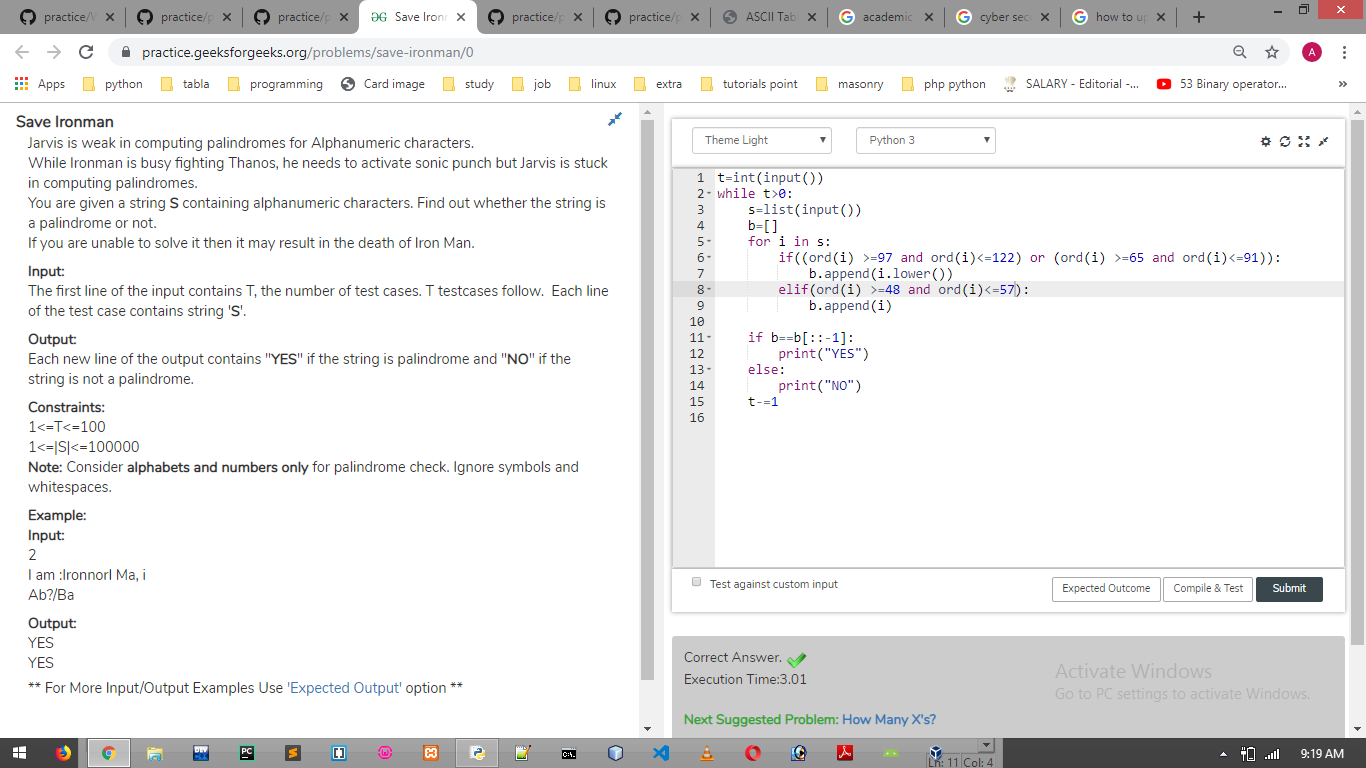 practice/V
practice/p
practice/p
Save Ironm
practice/p
practice/p
ASCII Tab
academic
cyber sec
how to up
practice.geeksforgeeks.org/problems/save-ironman/0
A
Apps
python
tabla
programming
Card image
study
job
linux
extra
tutorials point
masonry
php python
SALARY - Editorial -...
53 Binary operator...
»
Save Ironman
Jarvis is weak in computing palindromes for Alphanumeric characters.
While Ironman is busy fighting Thanos, he needs to activate sonic punch but Jarvis is stuck
in computing palindromes.
You are given a string S containing alphanumeric characters. Find out whether the string is
a palindrome or not.
If you are unable to solve it then it may result in the death of Iron Man.
Input:
The first line of the input contains T, the number of test cases. T testcases follow.  Each line
of the test case contains string 'S'.
Output:
Each new line of the output contains "YES" if the string is palindrome and "NO" if the
string is not a palindrome.
Constraints:
1<=T<=100
1<=|S|<=100000
Note: Consider alphabets and numbers only for palindrome check. Ignore symbols and
whitespaces.
Example:
Input:
2
I am :IronnorI Ma, i
Ab?/Ba
Output:
YES
YES
** For More Input/Output Examples Use 'Expected Output' option **
Theme Light
Python 3
1 t=int(input())
2 while t>0:
3     s=list(input())
4     b=[]
5     for i in s:
6         if((ord(i) >=97 and ord(i)<=122) or (ord(i) >=65 and ord(i)<=91)):
7             b.append(i.lower())
8         elif(ord(i) >=48 and ord(i)<=57):
9             b.append(i)
10
11     if b==b[::-1]:
12         print("YES")
13     else:
14         print("NO")
15     t-=1
16
Test against custom input
Expected Outcome
Compile & Test
Submit
Correct Answer.
Execution Time:3.01
Next Suggested Problem: How Many X's?
Activate Windows
Go to PC settings to activate Windows.
Ln: 11 Col: 4
9:19 AM